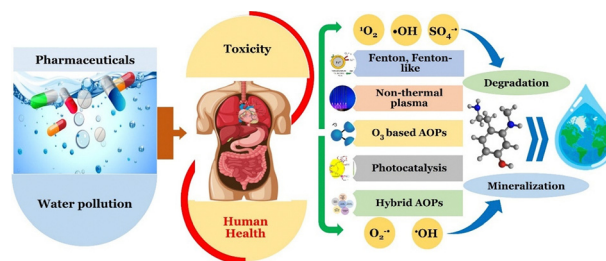 Pharmaceuticals
Water pollution
Toxicity
Human
Health
¹O₂
•OH
SO₄⁻•
Fenton, Fenton-
like
Non-thermal
plasma
O₃ based AOPs
Photocatalysis
Hybrid AOPs
O₂⁻•
•OH
Degradation
Mineralization